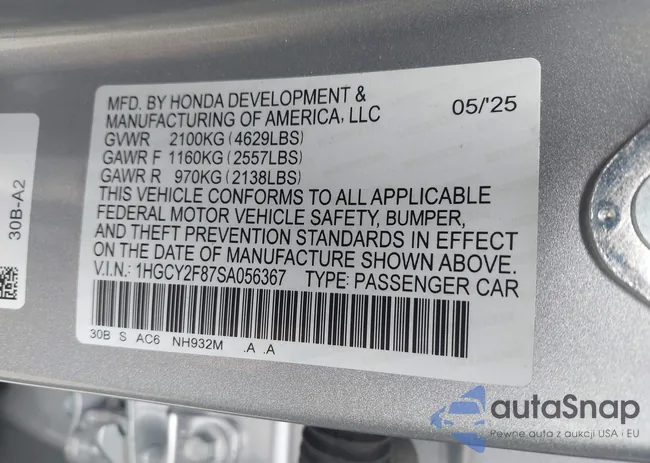 MFD. BY HONDA DEVELOPMENT &
MANUFACTURING OF AMERICA, LLC 05/'25
GVWR 2100KG (4629LBS)
GAWR F 1160KG (2557LBS)
GAWR R 970KG (2138LBS)
THIS VEHICLE CONFORMS TO ALL APPLICABLE
FEDERAL MOTOR VEHICLE SAFETY, BUMPER,
AND THEFT PREVENTION STANDARDS IN EFFECT
ON THE DATE OF MANUFACTURE SHOWN ABOVE.
V.I.N.: 1HGCY2F87SA056367 TYPE: PASSENGER CAR
30B S AC6 NH932M .A .A
30B-A2
autaSnap
Pewne auta z aukcji USA i EU